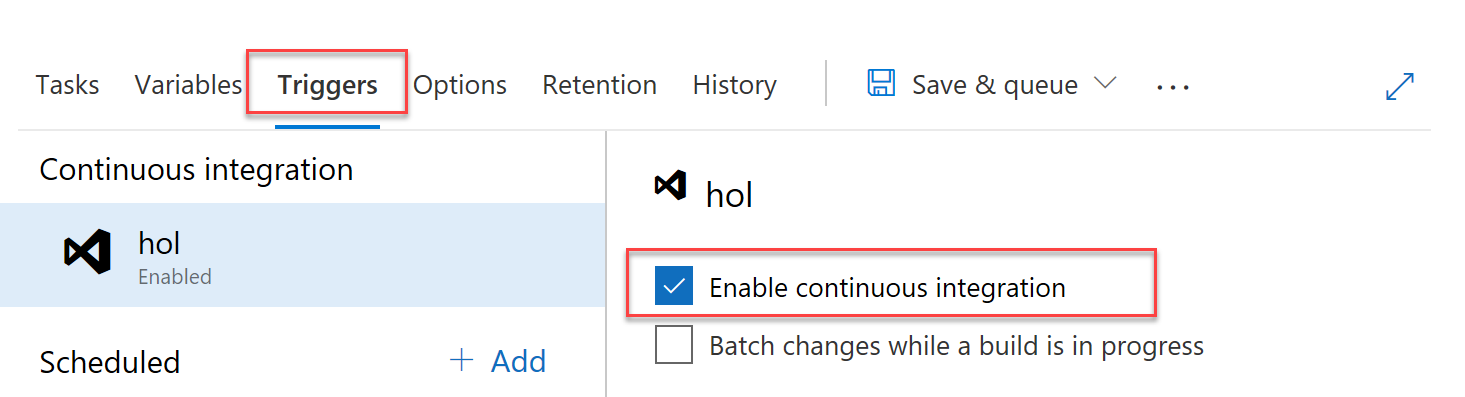 Tasks Variables Triggers Options Retention History Save & queue ...
Continuous integration
hol
Enabled
Scheduled + Add
hol
Enable continuous integration
Batch changes while a build is in progress